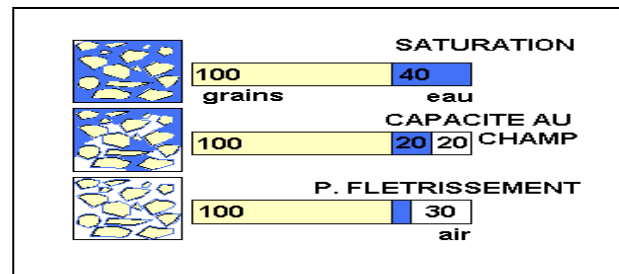 SATURATION
100 40
grains eau
CAPACITE AU
CHAMP
100 20 20
P. FLETRISSEMENT
100 30
air